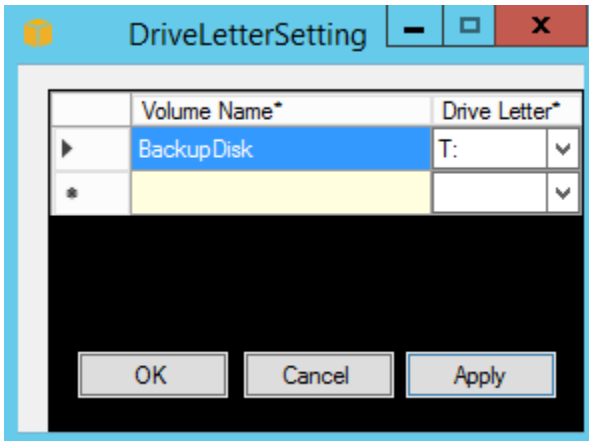 DriveLetterSetting
Volume Name* Drive Letter*
BackupDisk T:
OK Cancel Apply